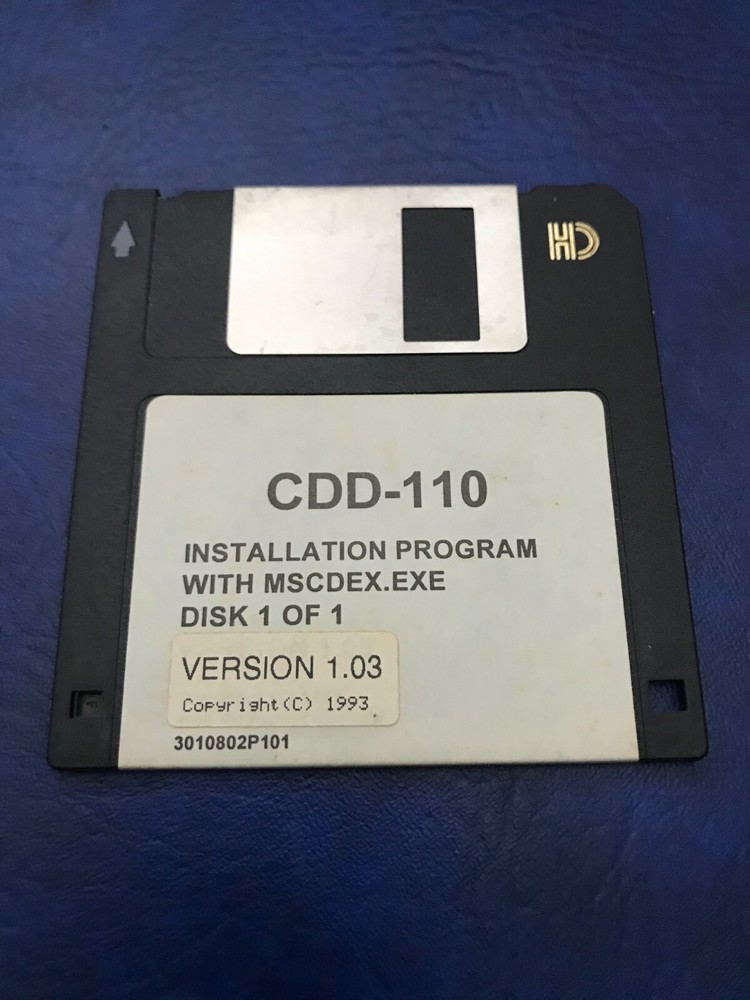 HD
CDD-110
INSTALLATION PROGRAM
WITH MSCDEX.EXE
DISK 1 OF 1
VERSION 1.03
Copyright(C) 1993
3010802P101